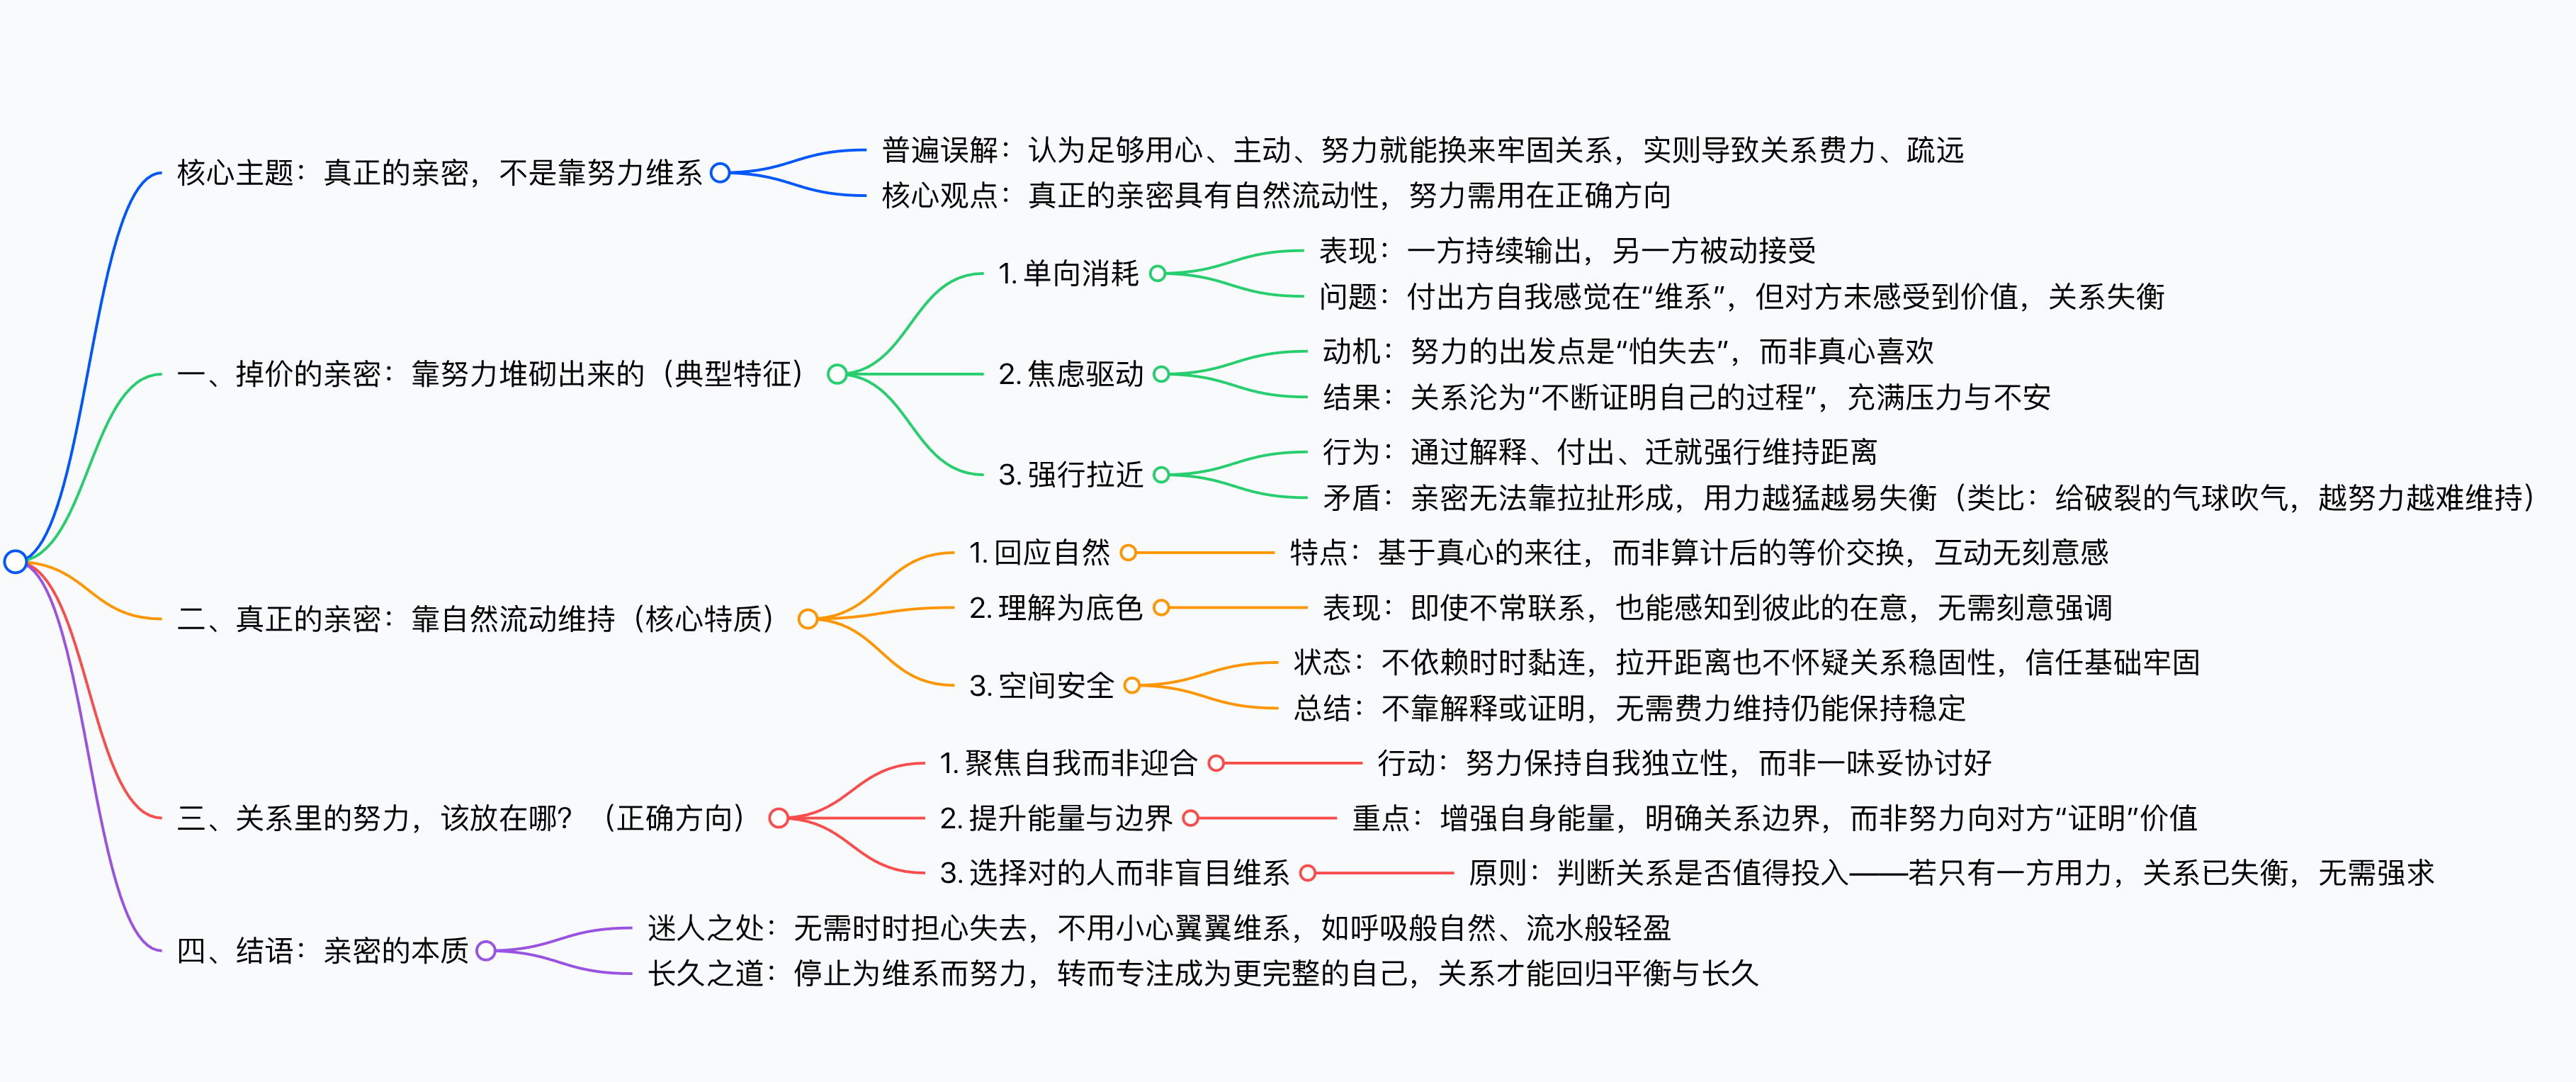 核心主题：真正的亲密，不是靠努力维系
普遍误解：认为足够用心、主动、努力就能换来牢固关系，实则导致关系费力、疏远
核心观点：真正的亲密具有自然流动性，努力需用在正确方向
一、掉价的亲密：靠努力堆砌出来的（典型特征）
1. 单向消耗
表现：一方持续输出，另一方被动接受
问题：付出方自我感觉在“维系”，但对方未感受到价值，关系失衡
2. 焦虑驱动
动机：努力的出发点是“怕失去”，而非真心喜欢
结果：关系沦为“不断证明自己的过程”，充满压力与不安
3. 强行拉近
行为：通过解释、付出、迁就强行维持距离
矛盾：亲密无法靠拉扯形成，用力越猛越易失衡（类比：给破裂的气球吹气，越努力越难维持）
二、真正的亲密：靠自然流动维持（核心特质）
1. 回应自然
特点：基于真心的来往，而非算计后的等价交换，互动无刻意感
2. 理解为底色
表现：即使不常联系，也能感知到彼此的在意，无需刻意强调
3. 空间安全
状态：不依赖时时黏连，拉开距离也不怀疑关系稳固性，信任基础牢固
总结：不靠解释或证明，无需费力维持仍能保持稳定
三、关系里的努力，该放在哪？（正确方向）
1. 聚焦自我而非迎合
行动：努力保持自我独立性，而非一味妥协讨好
2. 提升能量与边界
重点：增强自身能量，明确关系边界，而非努力向对方“证明”价值
3. 选择对的人而非盲目维系
原则：判断关系是否值得投入——若只有一方用力，关系已失衡，无需强求
四、结语：亲密的本质
迷人之处：无需时时担心失去，不用小心翼翼维系，如呼吸般自然、流水般轻盈
长久之道：停止为维系而努力，转而专注成为更完整的自己，关系才能回归平衡与长久